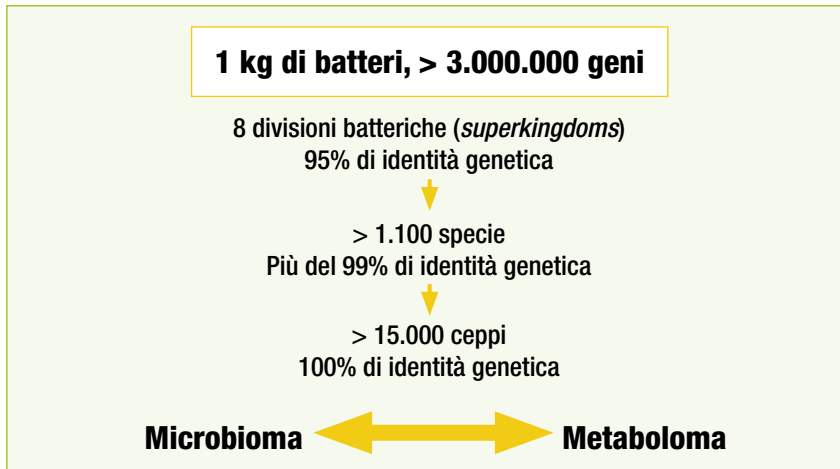 1 kg di batteri, > 3.000.000 geni
8 divisioni batteriche (superkingdoms)
95% di identità genetica
> 1.100 specie
Più del 99% di identità genetica
> 15.000 ceppi
100% di identità genetica
Microbioma Metaboloma